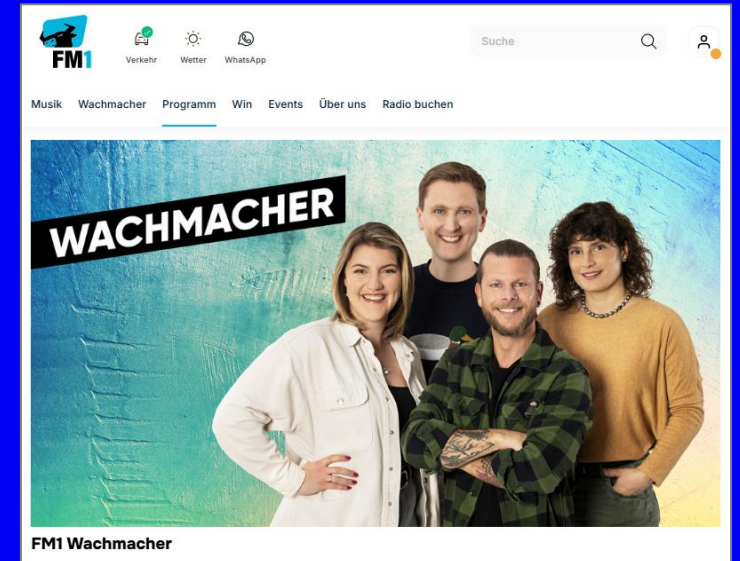 FM1
Verkehr
Wetter
WhatsApp
Suche
Musik Wachmacher Programm Win Events Über uns Radio buchen
WACHMACHER
FM1 Wachmacher